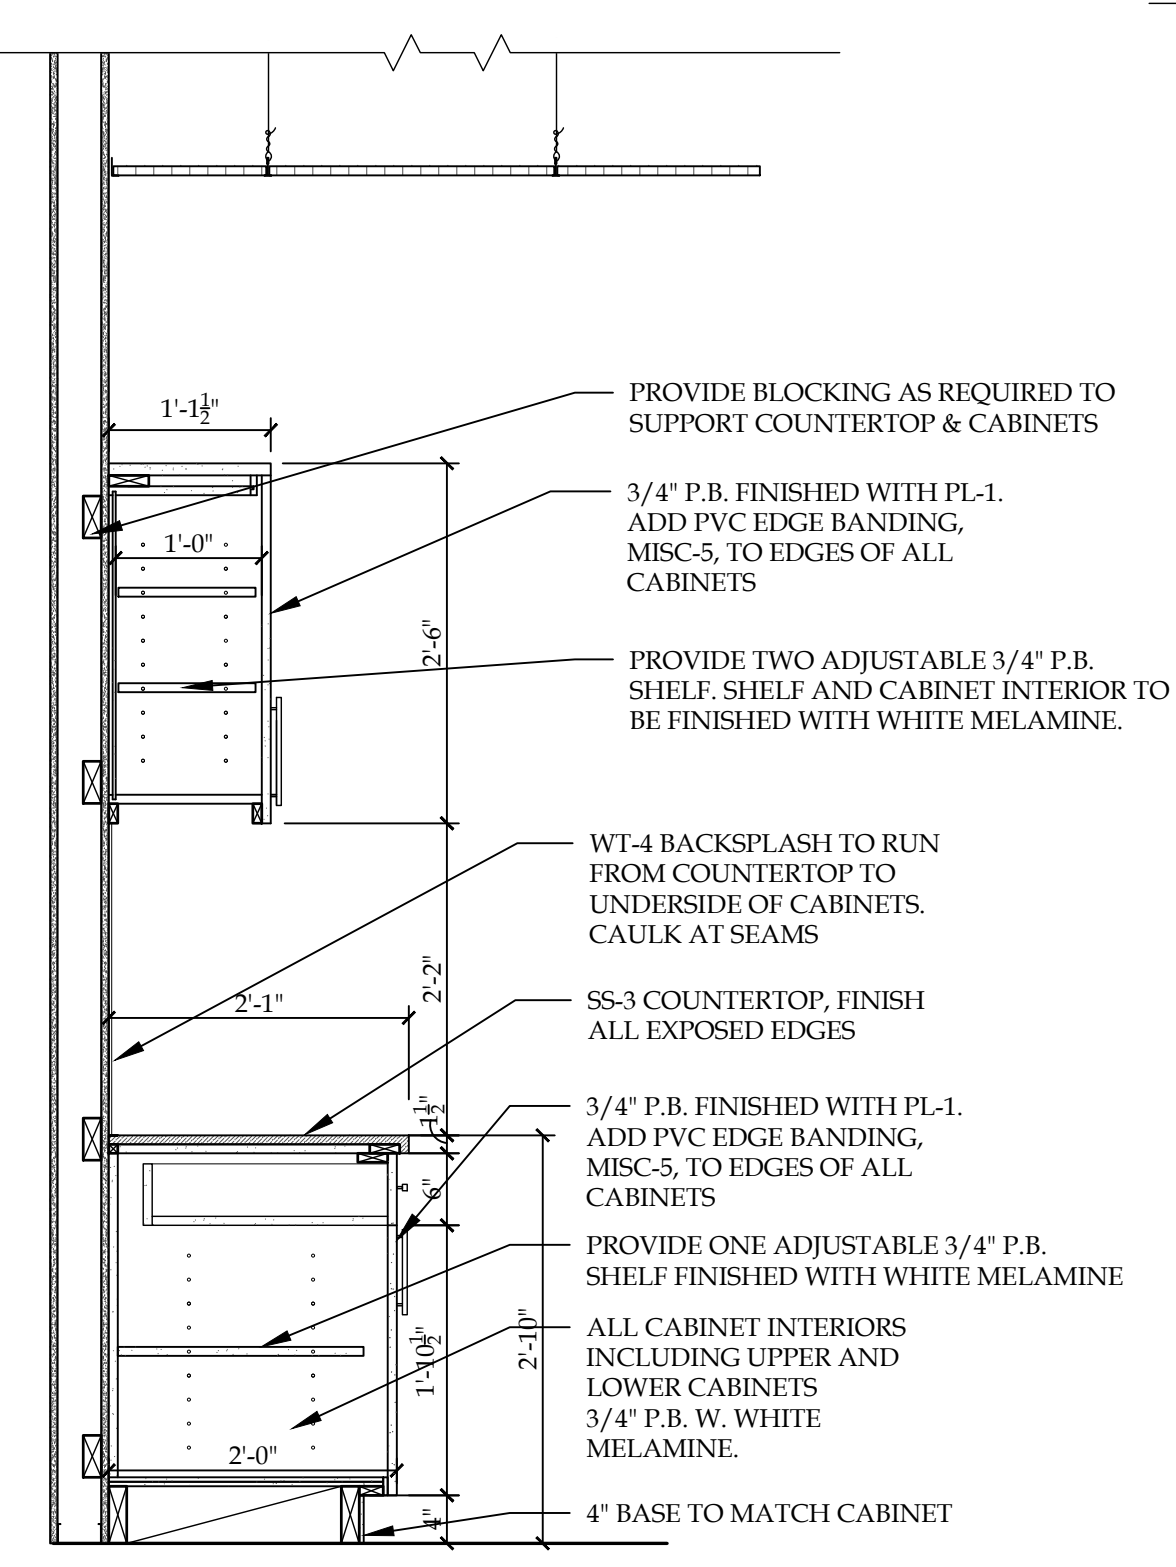 1'-1 1/2"
PROVIDE BLOCKING AS REQUIRED TO
SUPPORT COUNTERTOP & CABINETS
3/4" P.B. FINISHED WITH PL-1.
ADD PVC EDGE BANDING,
MISC-5, TO EDGES OF ALL
CABINETS
1'-0"
2'-6"
PROVIDE TWO ADJUSTABLE 3/4" P.B.
SHELF. SHELF AND CABINET INTERIOR TO
BE FINISHED WITH WHITE MELAMINE.
WT-4 BACKSPLASH TO RUN
FROM COUNTERTOP TO
UNDERSIDE OF CABINETS.
CAULK AT SEAMS
2'-2"
2'-1"
SS-3 COUNTERTOP, FINISH
ALL EXPOSED EDGES
1 1/2"
3/4" P.B. FINISHED WITH PL-1.
ADD PVC EDGE BANDING,
MISC-5, TO EDGES OF ALL
CABINETS
6"
PROVIDE ONE ADJUSTABLE 3/4" P.B.
SHELF FINISHED WITH WHITE MELAMINE
1'-10 1/2"
2'-10"
ALL CABINET INTERIORS
INCLUDING UPPER AND
LOWER CABINETS
3/4" P.B. W. WHITE
MELAMINE.
2'-0"
4"
4" BASE TO MATCH CABINET